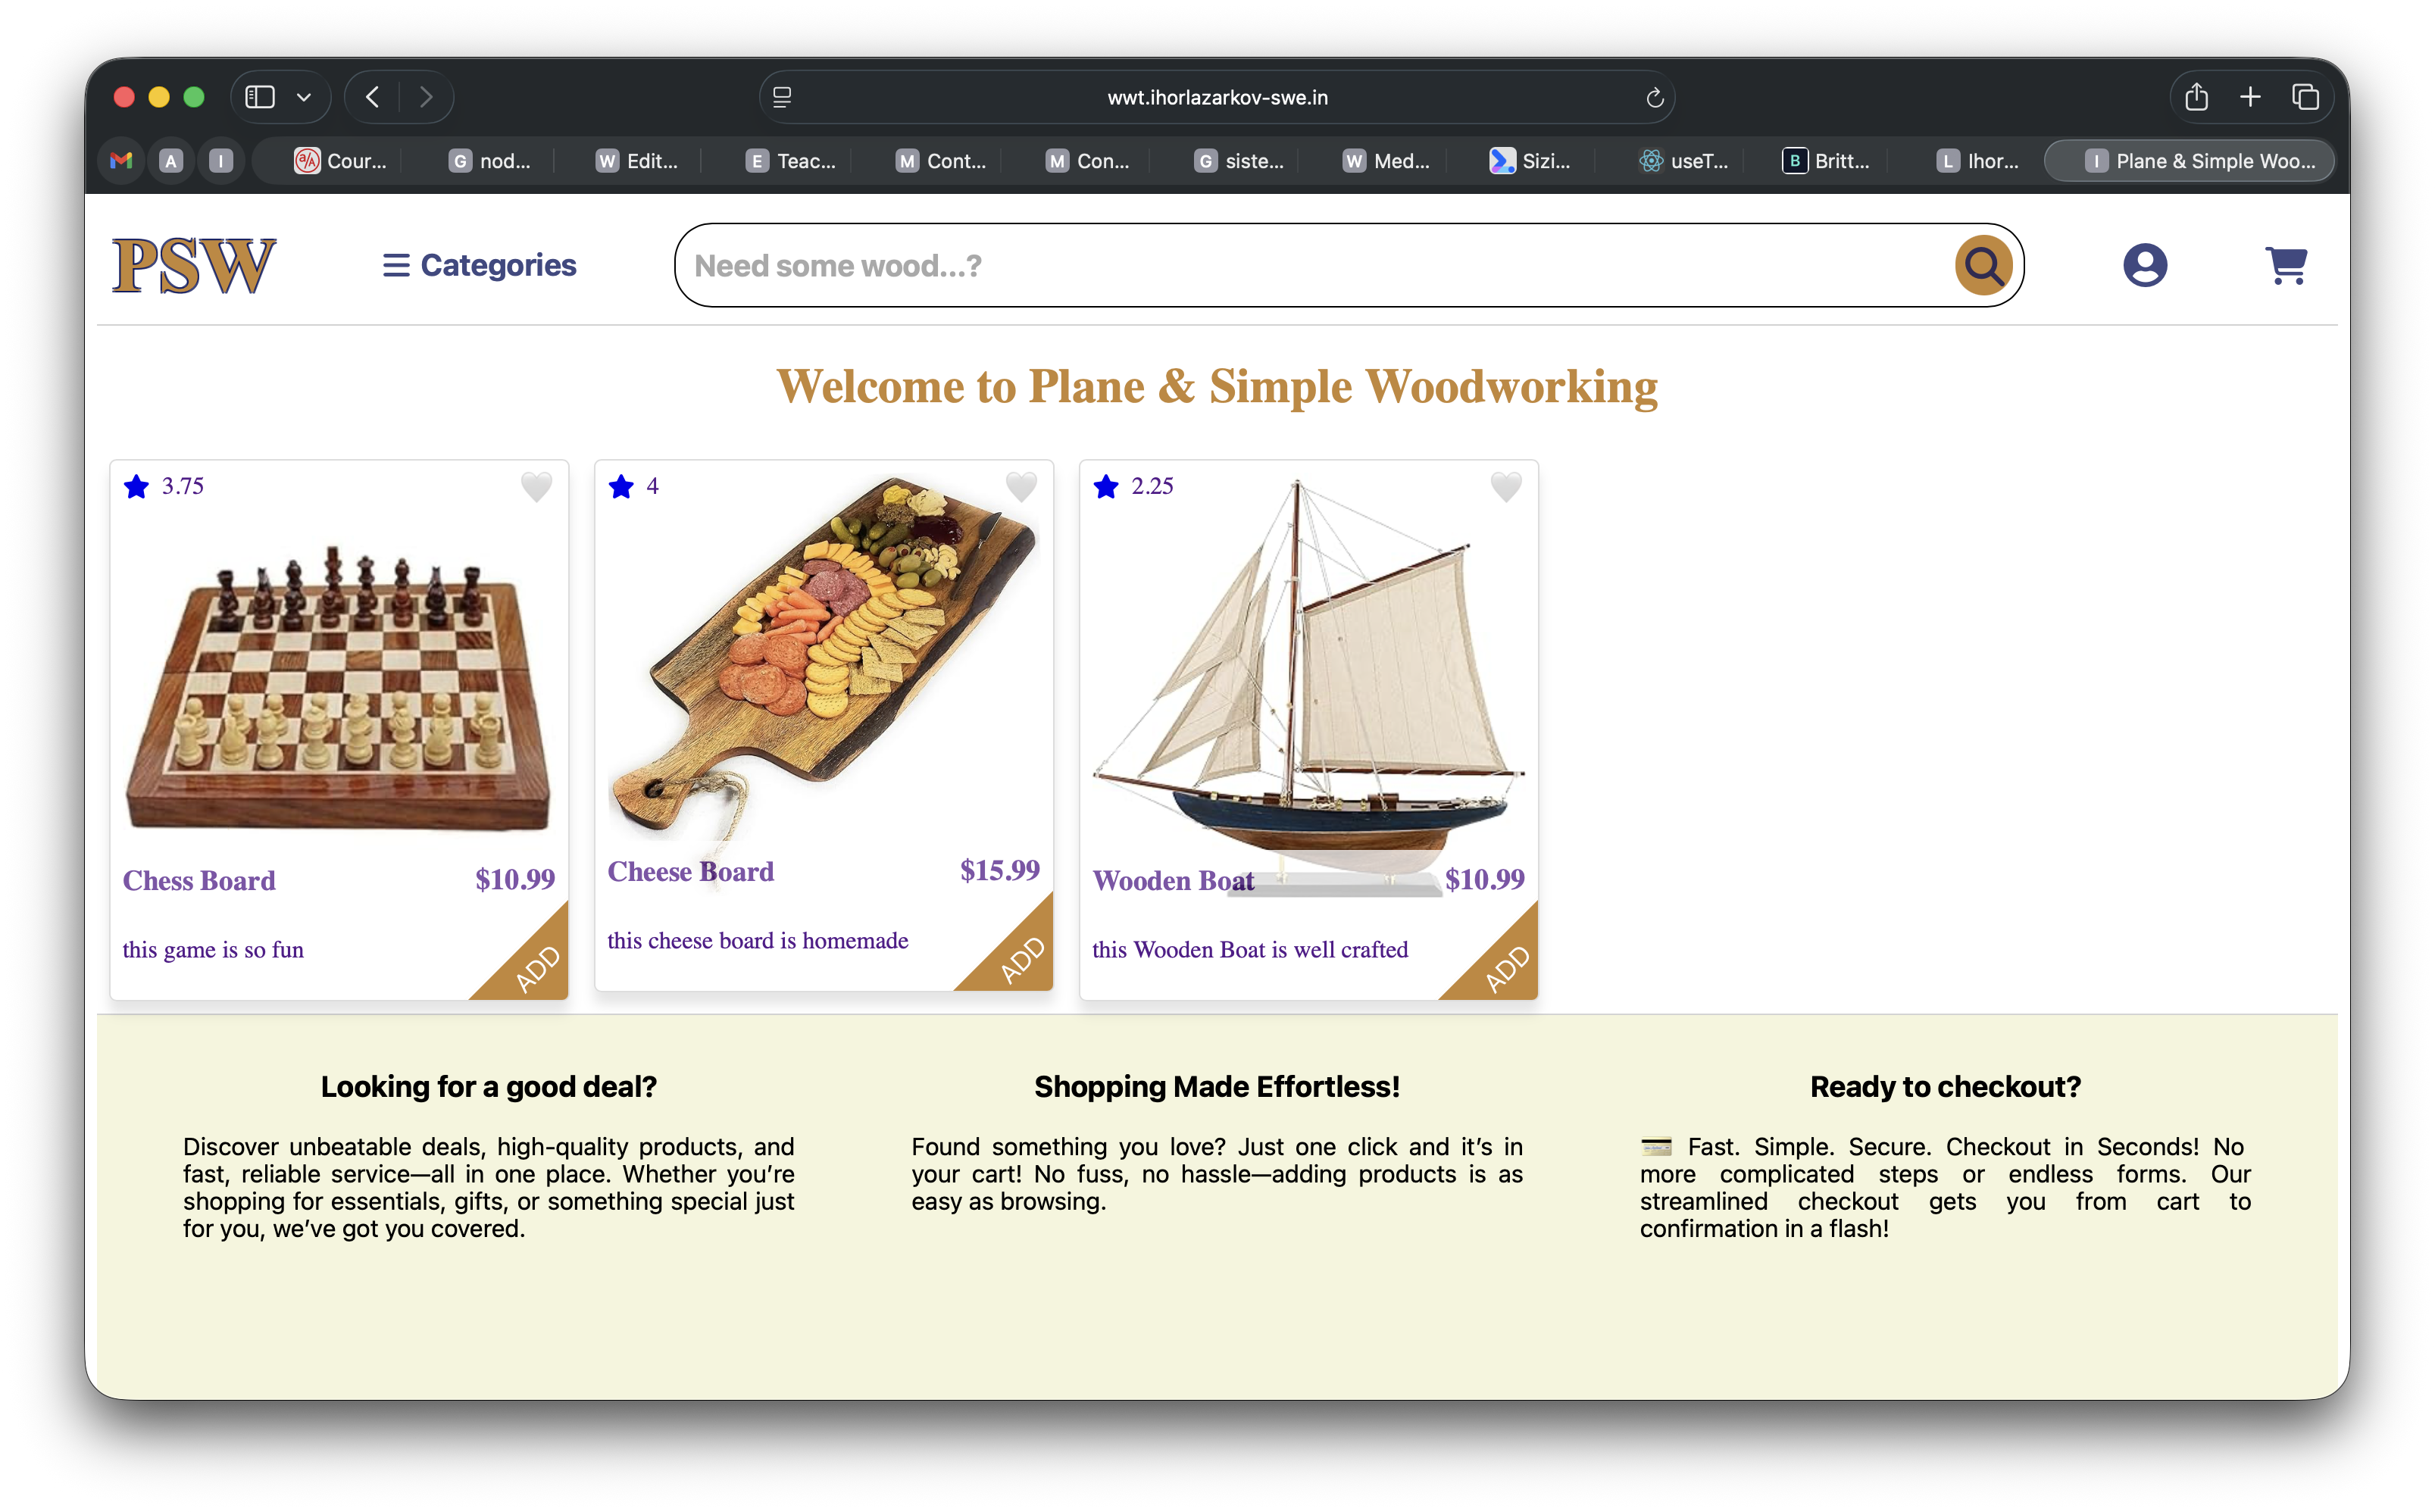 wwt.ihorlazarkov-swe.in
A
I
Cour...
G nod...
W Edit...
E Teac...
M Cont...
M Con...
G siste...
W Med...
Sizi...
useT...
B Britt...
L Ihor...
I Plane & Simple Woo...
PSW
Categories
Need some wood...?
Welcome to Plane & Simple Woodworking
3.75
Chess Board $10.99
this game is so fun
ADD
4
Cheese Board $15.99
this cheese board is homemade
ADD
2.25
Wooden Boat $10.99
this Wooden Boat is well crafted
ADD
Looking for a good deal?
Discover unbeatable deals, high-quality products, and
fast, reliable service—all in one place. Whether you’re
shopping for essentials, gifts, or something special just
for you, we’ve got you covered.
Shopping Made Effortless!
Found something you love? Just one click and it’s in
your cart! No fuss, no hassle—adding products is as
easy as browsing.
Ready to checkout?
💳 Fast. Simple. Secure. Checkout in Seconds! No
more complicated steps or endless forms. Our
streamlined checkout gets you from cart to
confirmation in a flash!